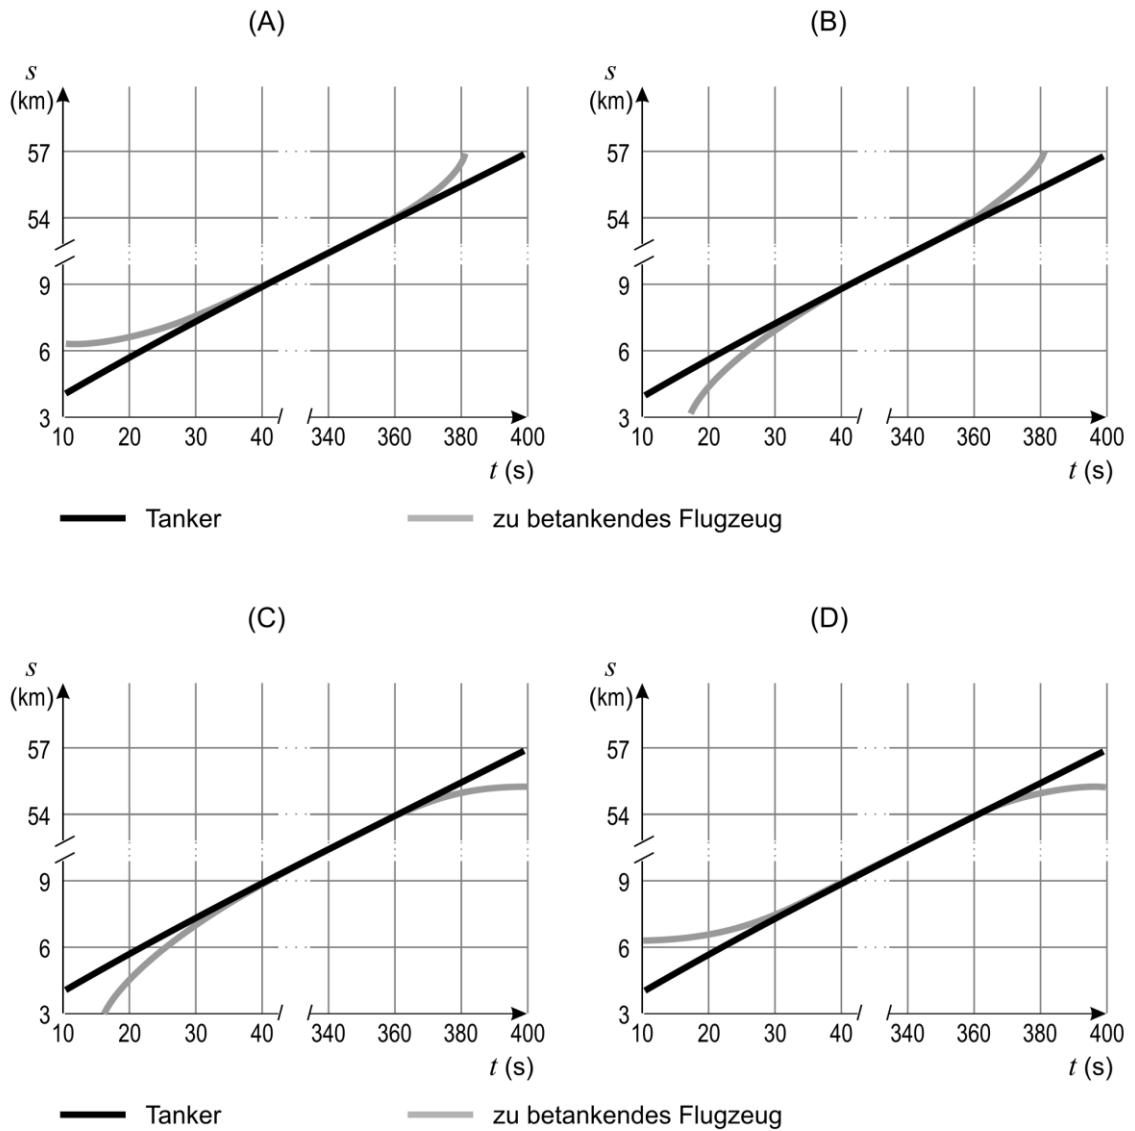 (A) (B)
s s
(km) (km)
57 57
54 54
9 9
6 6
3 3
10 20 30 40 340 360 380 400 10 20 30 40 340 360 380 400
t (s) t (s)
Tanker zu betankendes Flugzeug
(C) (D)
s s
(km) (km)
57 57
54 54
9 9
6 6
3 3
10 20 30 40 340 360 380 400 10 20 30 40 340 360 380 400
t (s) t (s)
Tanker zu betankendes Flugzeug